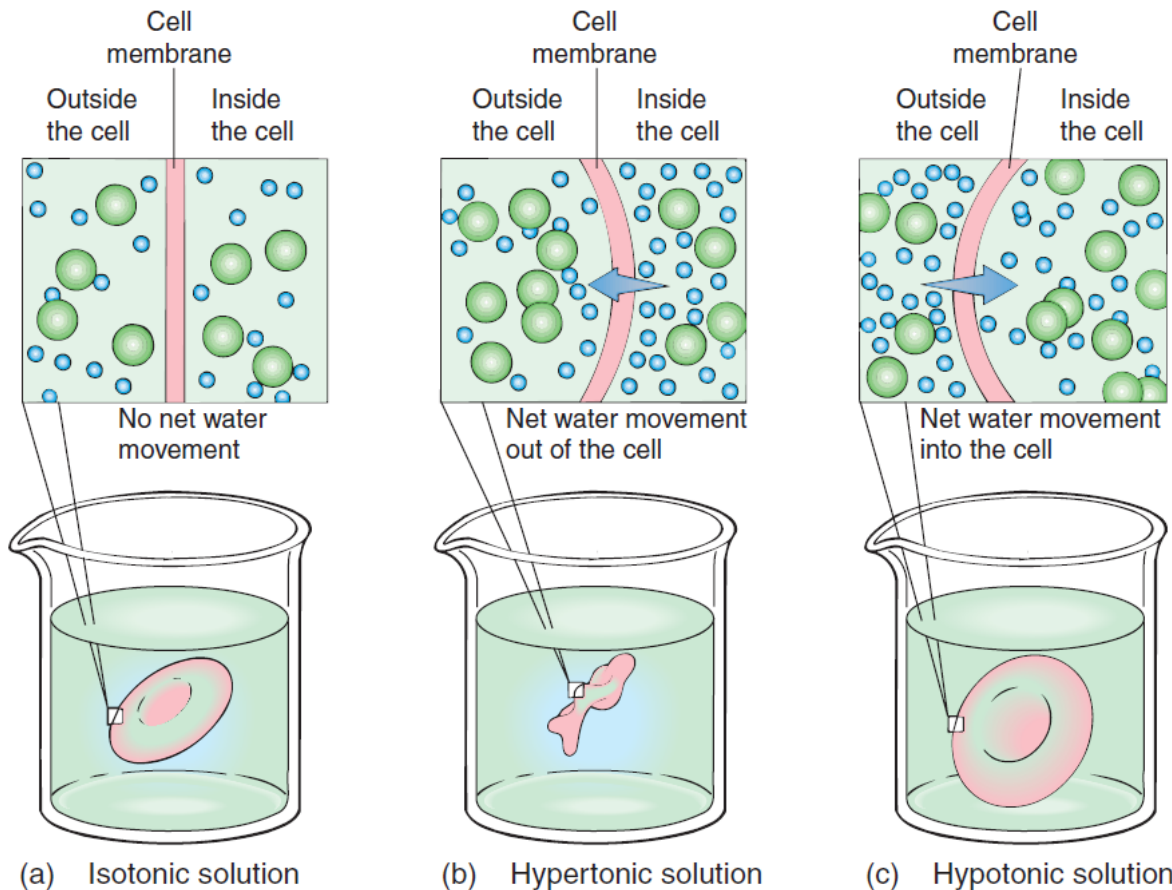 Cell
membrane
Outside
the cell
Inside
the cell
No net water
movement
(a) Isotonic solution
Cell
membrane
Outside
the cell
Inside
the cell
Net water movement
out of the cell
(b) Hypertonic solution
Cell
membrane
Outside
the cell
Inside
the cell
Net water movement
into the cell
(c) Hypotonic solution